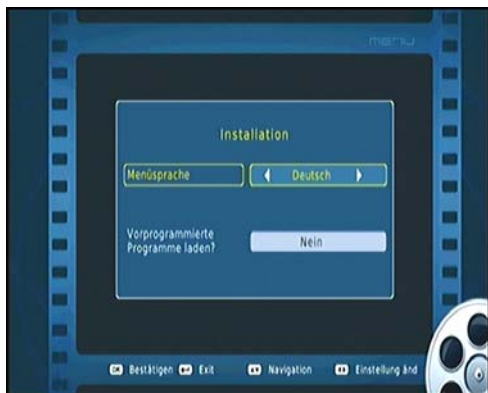 menu
Installation
Menüsprache Deutsch
Vorprogrammierte
Programme laden?
Nein
OK Bestätigen Exit Navigation Einstellung änd